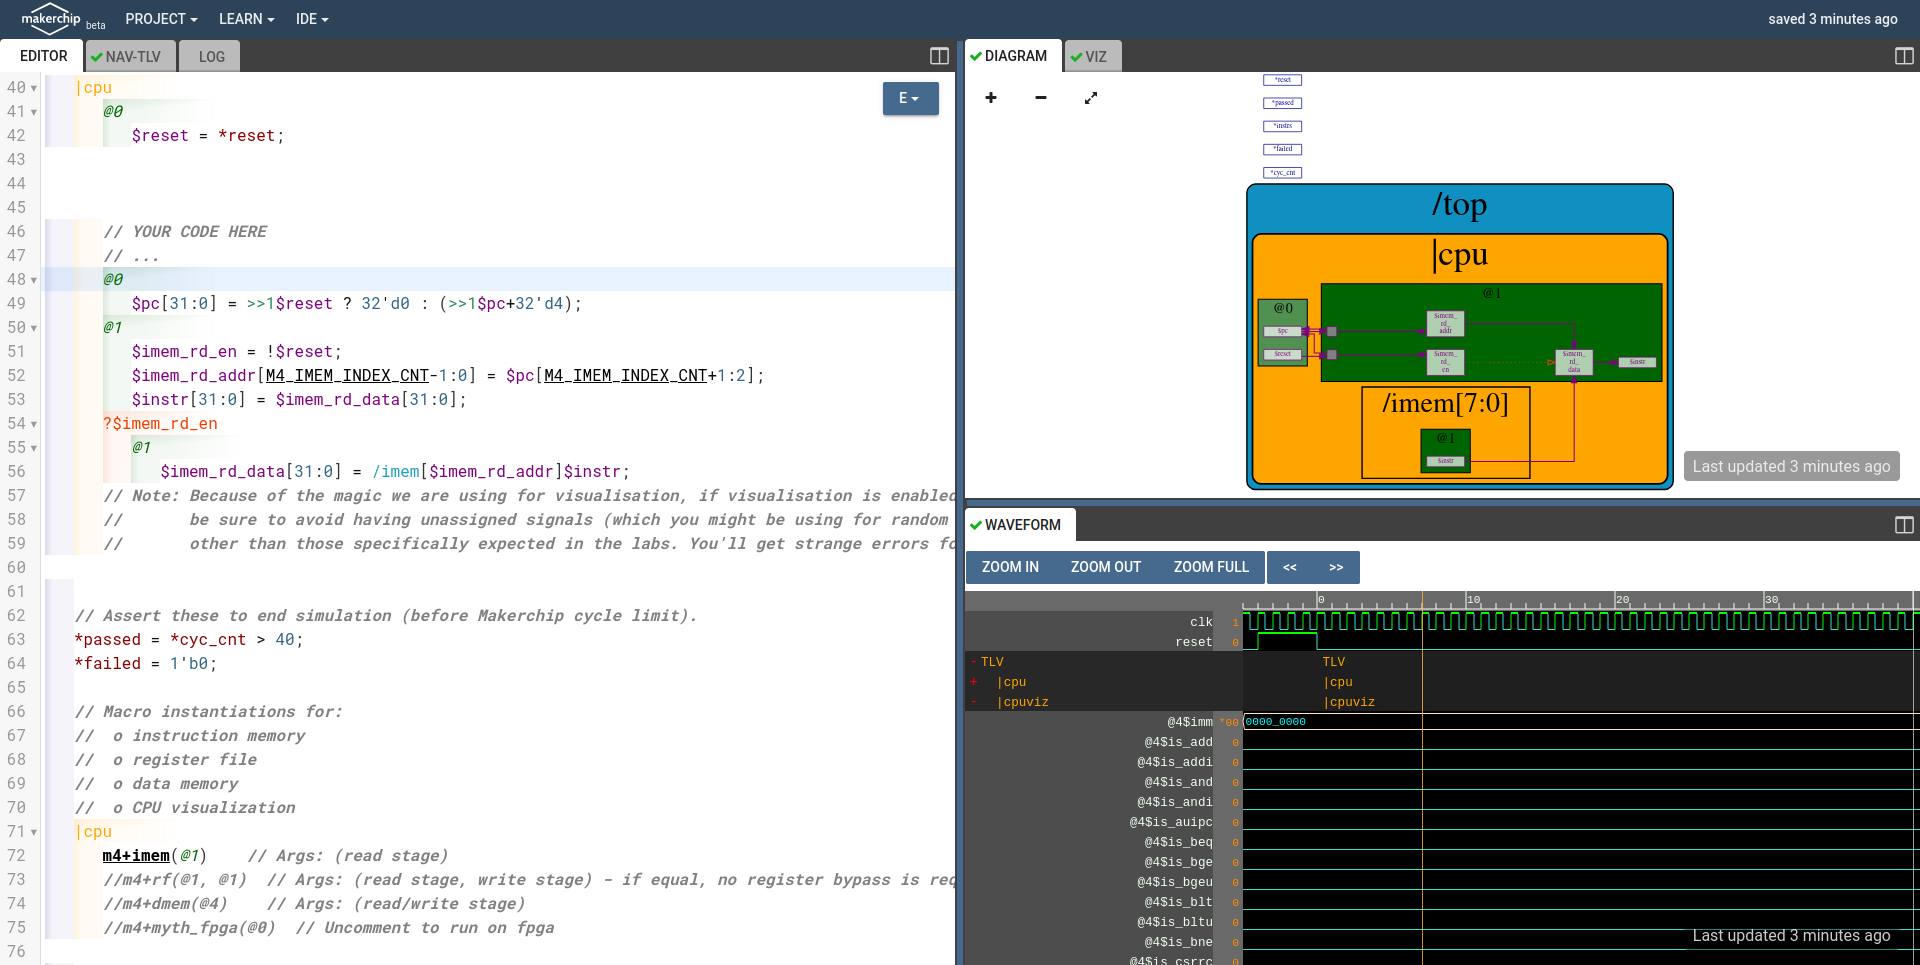 makerchip beta PROJECT LEARN IDE saved 3 minutes ago
EDITOR NAV-TLV LOG
40 |cpu
41 @0
42 $reset = *reset;
43
44
45
46 // YOUR CODE HERE
47 // ...
48 @0
49 $pc[31:0] = >>1$reset ? 32'd0 : (>>1$pc+32'd4);
50 @1
51 $imem_rd_en = !$reset;
52 $imem_rd_addr[M4_IMEM_INDEX_CNT-1:0] = $pc[M4_IMEM_INDEX_CNT+1:2];
53 $instr[31:0] = $imem_rd_data[31:0];
54 ?$imem_rd_en
55 @1
56 $imem_rd_data[31:0] = /imem[$imem_rd_addr]$instr;
57 // Note: Because of the magic we are using for visualisation, if visualisation is enabled
58 // be sure to avoid having unassigned signals (which you might be using for random
59 // other than those specifically expected in the labs. You'll get strange errors fo
60
61
62 // Assert these to end simulation (before Makerchip cycle limit).
63 *passed = *cyc_cnt > 40;
64 *failed = 1'b0;
65
66 // Macro instantiations for:
67 // o instruction memory
68 // o register file
69 // o data memory
70 // o CPU visualization
71 |cpu
72 m4+imem(@1) // Args: (read stage)
73 //m4+rf(@1, @1) // Args: (read stage, write stage) - if equal, no register bypass is req
74 //m4+dmem(@4) // Args: (read/write stage)
75 //m4+myth_fpga(@0) // Uncomment to run on fpga
76
E
DIAGRAM VIZ
+ −
*reset
*passed
*instrs
*failed
*cyc_cnt
/top
|cpu
@0
$pc
$reset
@1
$imem_
rd_
addr
$imem_
rd_
en
$imem_
rd_
data
$instr
/imem[7:0]
@1
$instr
Last updated 3 minutes ago
WAVEFORM
ZOOM IN ZOOM OUT ZOOM FULL << >>
0 10 20 30
clk 1
reset 0
- TLV TLV
+ |cpu |cpu
- |cpuviz |cpuviz
@4$imm *00 0000_0000
@4$is_add 0
@4$is_addi 0
@4$is_and 0
@4$is_andi 0
@4$is_auipc 0
@4$is_beq 0
@4$is_bge 0
@4$is_bgeu 0
@4$is_blt 0
@4$is_bltu 0
@4$is_bne 0
@4$is_csrrc 0
Last updated 3 minutes ago